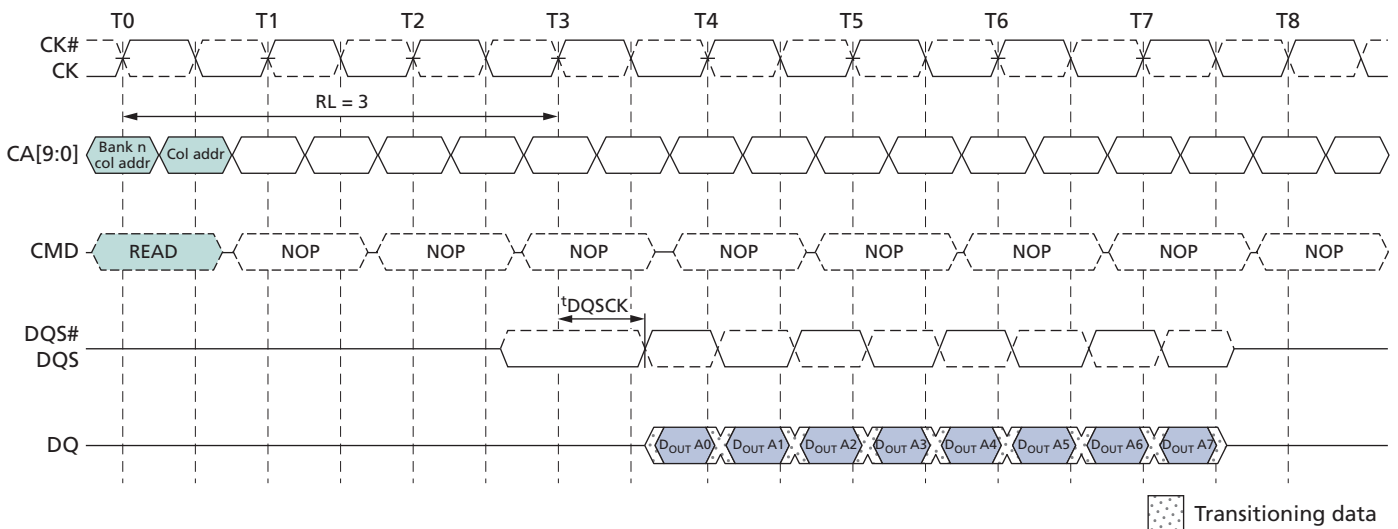 T0 T1 T2 T3 T4 T5 T6 T7 T8
CK#
CK
RL = 3
CA[9:0] Bank n col addr Col addr
CMD READ NOP NOP NOP NOP NOP NOP NOP NOP
tDQSCK
DQS#
DQS
DQ DOUT A0 DOUT A1 DOUT A2 DOUT A3 DOUT A4 DOUT A5 DOUT A6 DOUT A7
Transitioning data